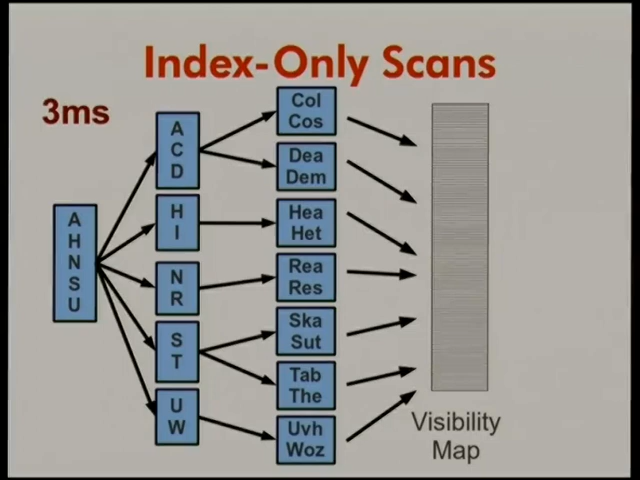 Index-Only Scans
3ms
A
H
N
S
U
A
C
D
H
I
N
R
S
T
U
W
Col
Cos
Dea
Dem
Hea
Het
Rea
Res
Ska
Sut
Tab
The
Uvh
Woz
Visibility
Map